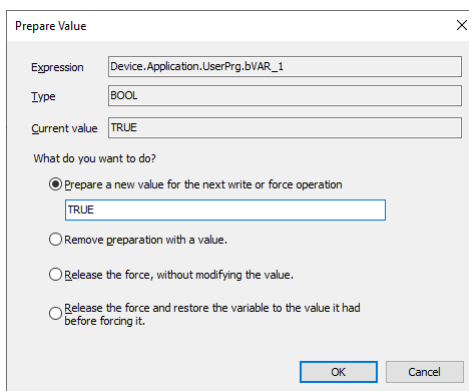 Prepare Value
Expression
Device.Application.UserPrg.bVAR_1
Type
BOOL
Current value
TRUE
What do you want to do?
Prepare a new value for the next write or force operation
TRUE
Remove preparation with a value.
Release the force, without modifying the value.
Release the force and restore the variable to the value it had
before forcing it.
OK
Cancel